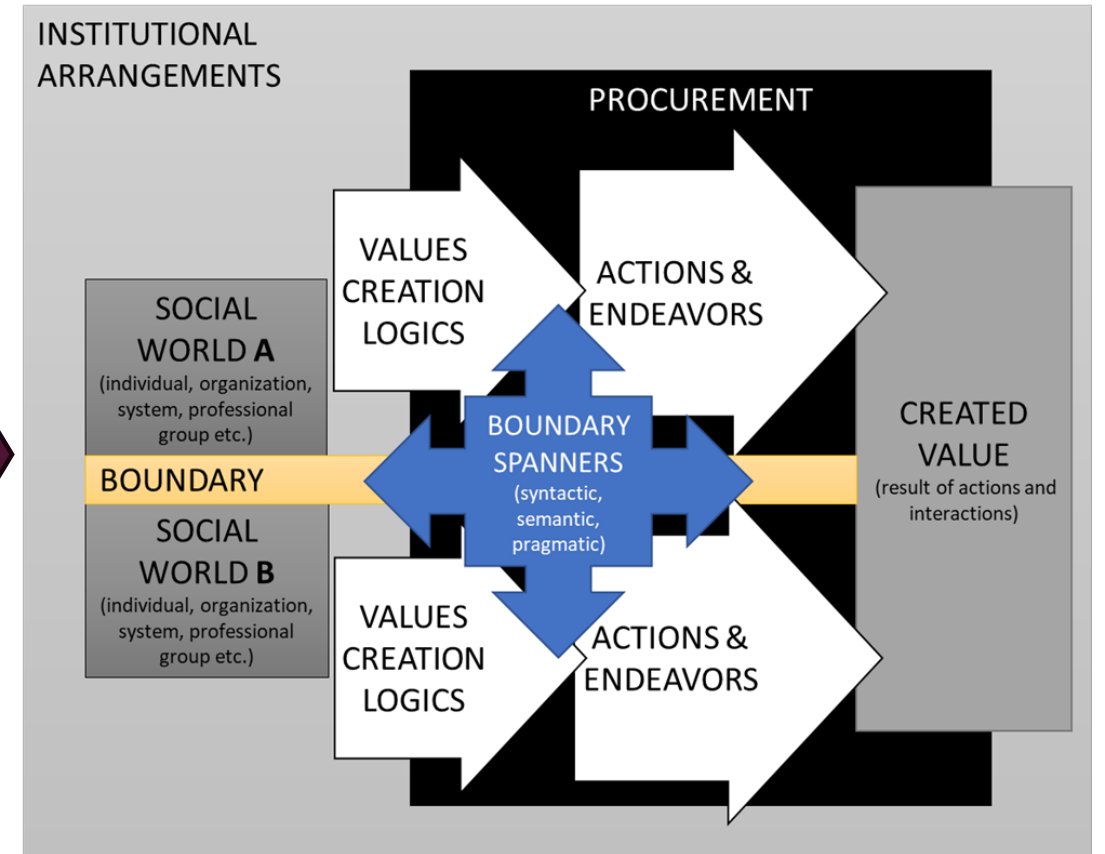 INSTITUTIONAL
ARRANGEMENTS
PROCUREMENT
VALUES
CREATION
LOGICS
ACTIONS &
ENDEAVORS
SOCIAL
WORLD A
(individual, organization,
system, professional
group etc.)
BOUNDARY
SPANNERS
(syntactic,
semantic,
pragmatic)
CREATED
VALUE
(result of actions and
interactions)
BOUNDARY
SOCIAL
WORLD B
(individual, organization,
system, professional
group etc.)
VALUES
CREATION
LOGICS
ACTIONS &
ENDEAVORS